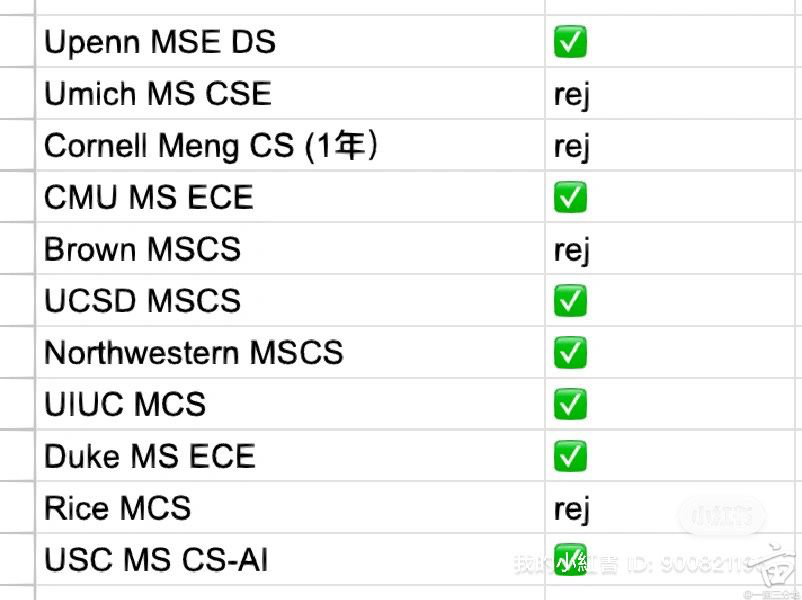 Upenn MSE DS ✅
Umich MS CSE rej
Cornell Meng CS (1年） rej
CMU MS ECE ✅
Brown MSCS rej
UCSD MSCS ✅
Northwestern MSCS ✅
UIUC MCS ✅
Duke MS ECE ✅
Rice MCS rej
小红书
USC MS CS-AI ✅
我的小紅書 ID: 90082119